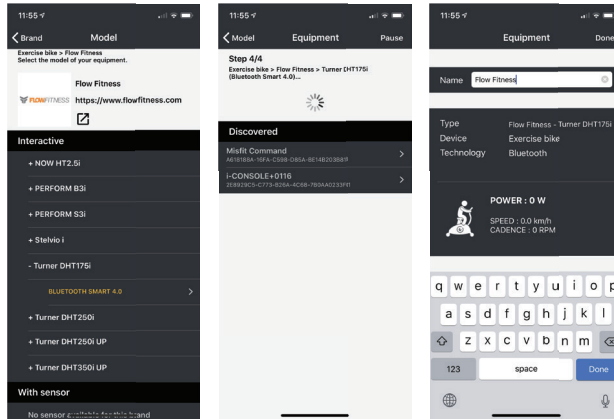 11:55
Brand
Model
Exercise bike > Flow Fitness
Select the model of your equipment.
Flow Fitness
FLOWFITNESS
https://www.flowfitness.com
Interactive
+ NOW HT2.5i
+ PERFORM B3i
+ PERFORM S3i
+ Stelvio i
- Turner DHT175i
BLUETOOTH SMART 4.0
+ Turner DHT250i
+ Turner DHT250i UP
+ Turner DHT350i UP
With sensor
No sensor available for this brand
11:55
Model
Equipment
Pause
Step 4/4
Exercise bike > Flow Fitness > Turner DHT175i
(Bluetooth Smart 4.0)...
Discovered
Misfit Command
i-CONSOLE+0116
11:55
Equipment
Done
Name
Flow Fitness
Type
Flow Fitness - Turner DHT175i
Device
Exercise bike
Technology
Bluetooth
POWER : 0 W
SPEED : 0.0 km/h
CADENCE : 0 RPM
q w e r t y u i o p
a s d f g h j k l
z x c v b n m
123
space
Done